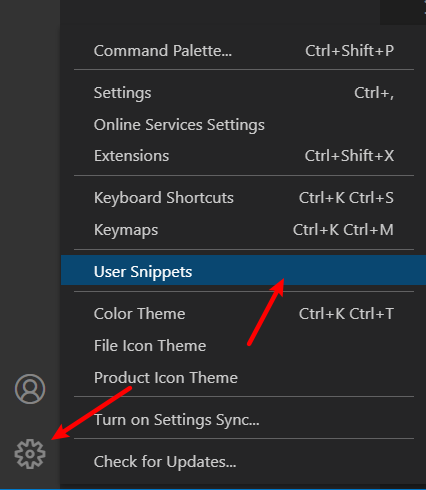 Command Palette... Ctrl+Shift+P
Settings Ctrl+,
Online Services Settings
Extensions Ctrl+Shift+X
Keyboard Shortcuts Ctrl+K Ctrl+S
Keymaps Ctrl+K Ctrl+M
User Snippets
Color Theme Ctrl+K Ctrl+T
File Icon Theme
Product Icon Theme
Turn on Settings Sync...
Check for Updates...